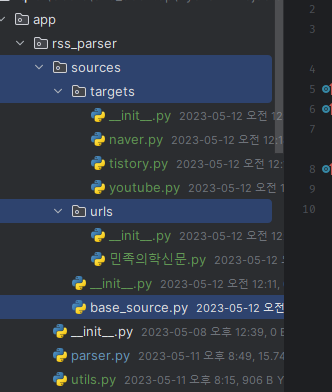 app
2
rss_parser
3
sources
4
targets
5
__init__.py 2023-05-12 오전 12
6
naver.py 2023-05-12 오전 12:1
7
tistory.py 2023-05-12 오전 12:
youtube.py 2023-05-12 오전
8
urls
9
__init__.py 2023-05-12 오전 12
10
민족의학신문.py 2023-05-12 오
__init__.py 2023-05-12 오전 12:11, 0
base_source.py 2023-05-12 오전
__init__.py 2023-05-08 오후 12:39, 0 B
parser.py 2023-05-11 오후 8:49, 15.74
utils.py 2023-05-11 오후 8:15, 906 B Y